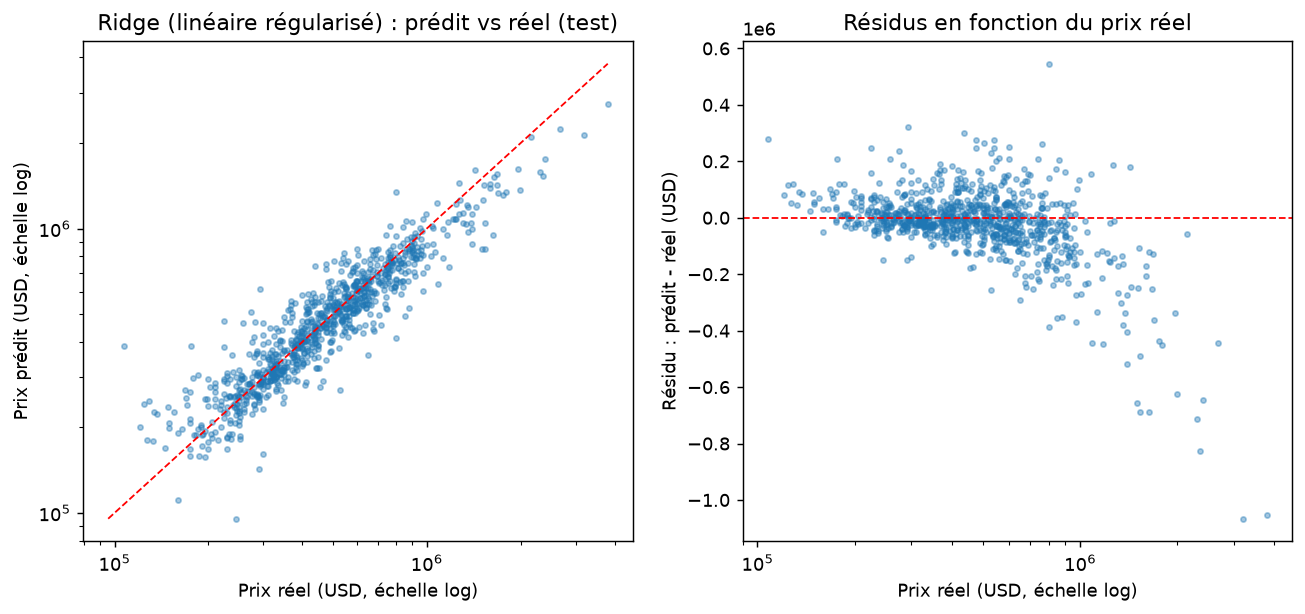 Ridge (linéaire régularisé) : prédit vs réel (test)
Prix prédit (USD, échelle log)
10⁶
10⁵
10⁵
10⁶
Prix réel (USD, échelle log)
Résidus en fonction du prix réel
1e6
Résidu : prédit - réel (USD)
0.6
0.4
0.2
0.0
−0.2
−0.4
−0.6
−0.8
−1.0
10⁵
10⁶
Prix réel (USD, échelle log)